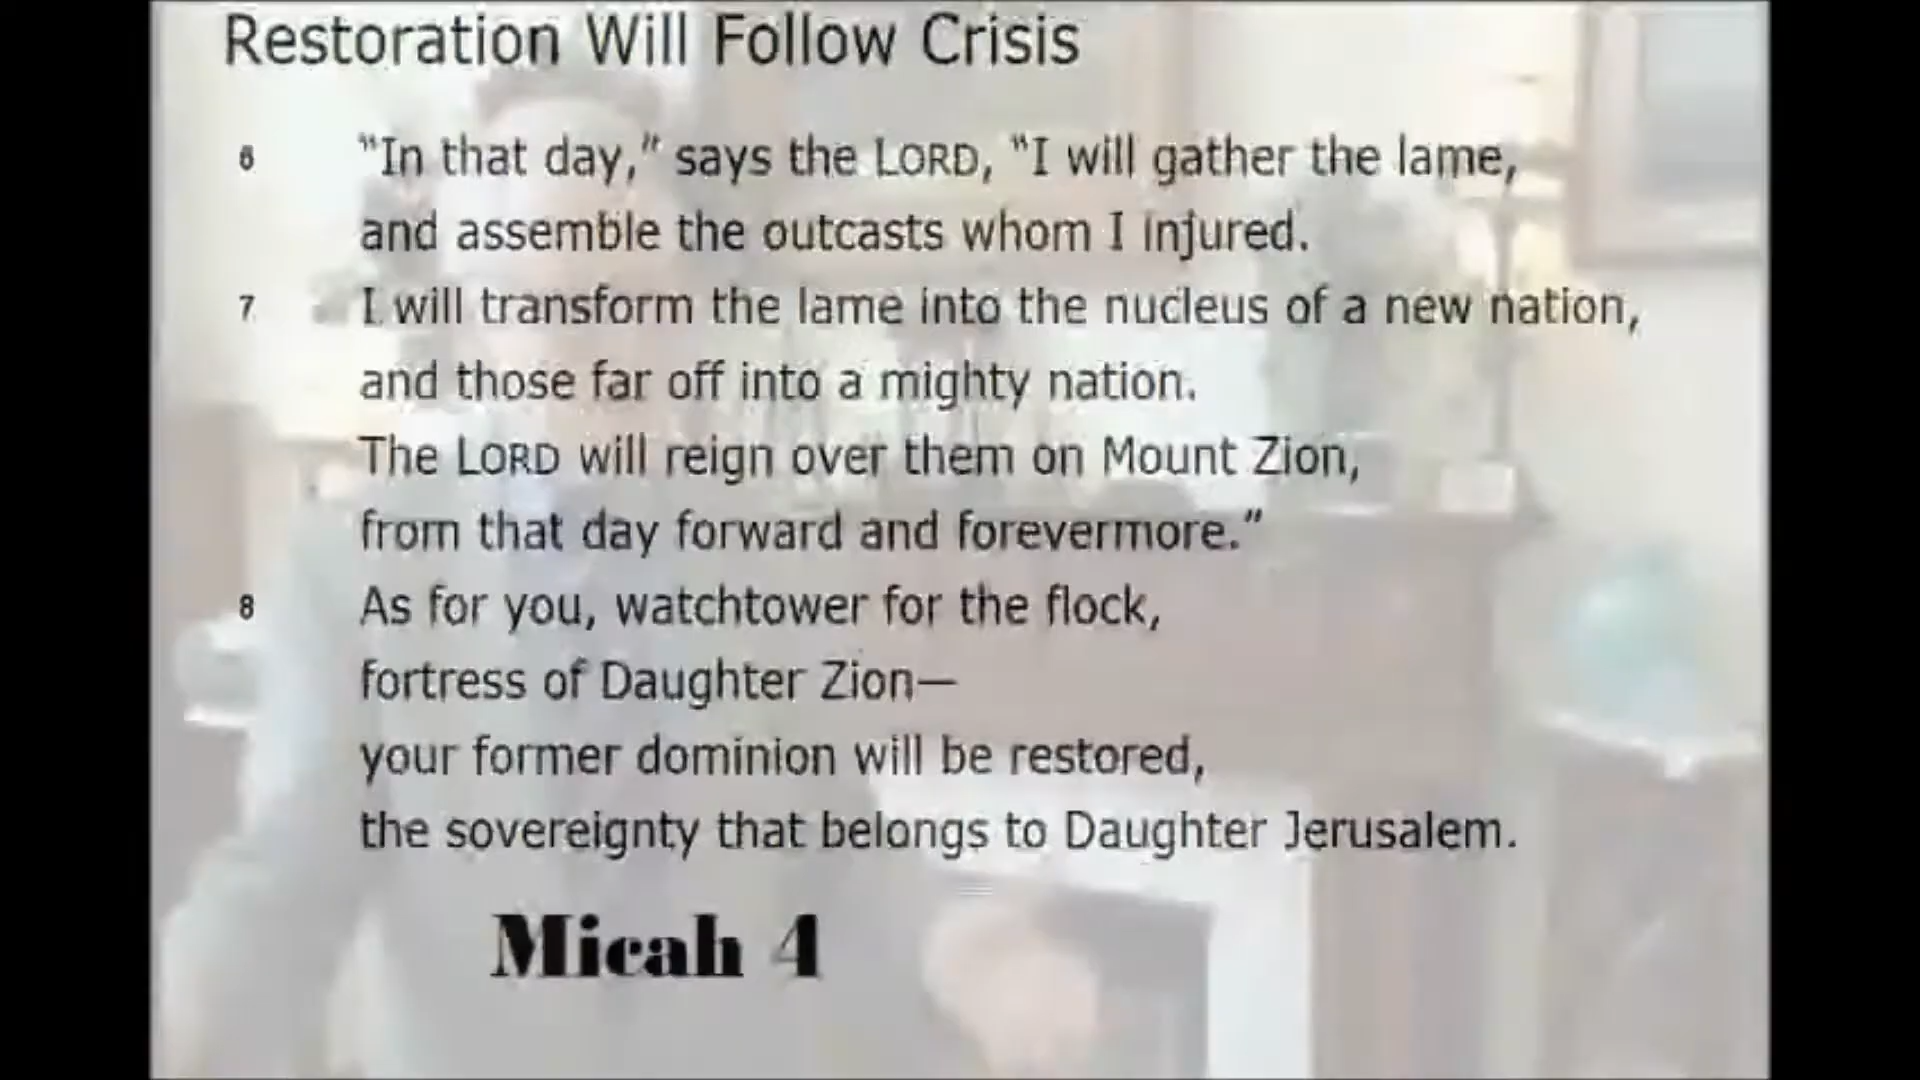 Restoration Will Follow Crisis
6 “In that day,” says the LORD, “I will gather the lame,
and assemble the outcasts whom I injured.
7 I will transform the lame into the nucleus of a new nation,
and those far off into a mighty nation.
The LORD will reign over them on Mount Zion,
from that day forward and forevermore.”
8 As for you, watchtower for the flock,
fortress of Daughter Zion—
your former dominion will be restored,
the sovereignty that belongs to Daughter Jerusalem.
Micah 4